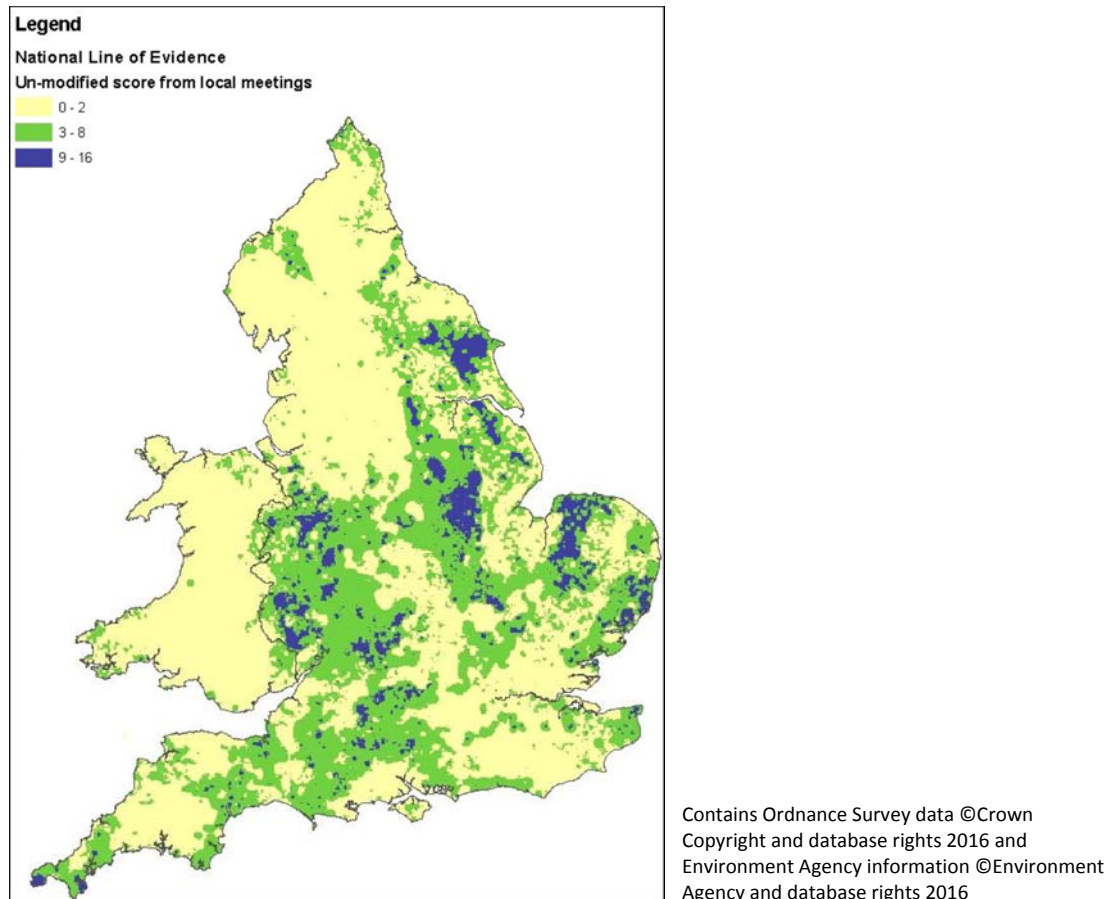 Legend
National Line of Evidence
Un-modified score from local meetings
0 - 2
3 - 8
9 - 16
Contains Ordnance Survey data ©Crown
Copyright and database rights 2016 and
Environment Agency information ©Environment
Agency and database rights 2016